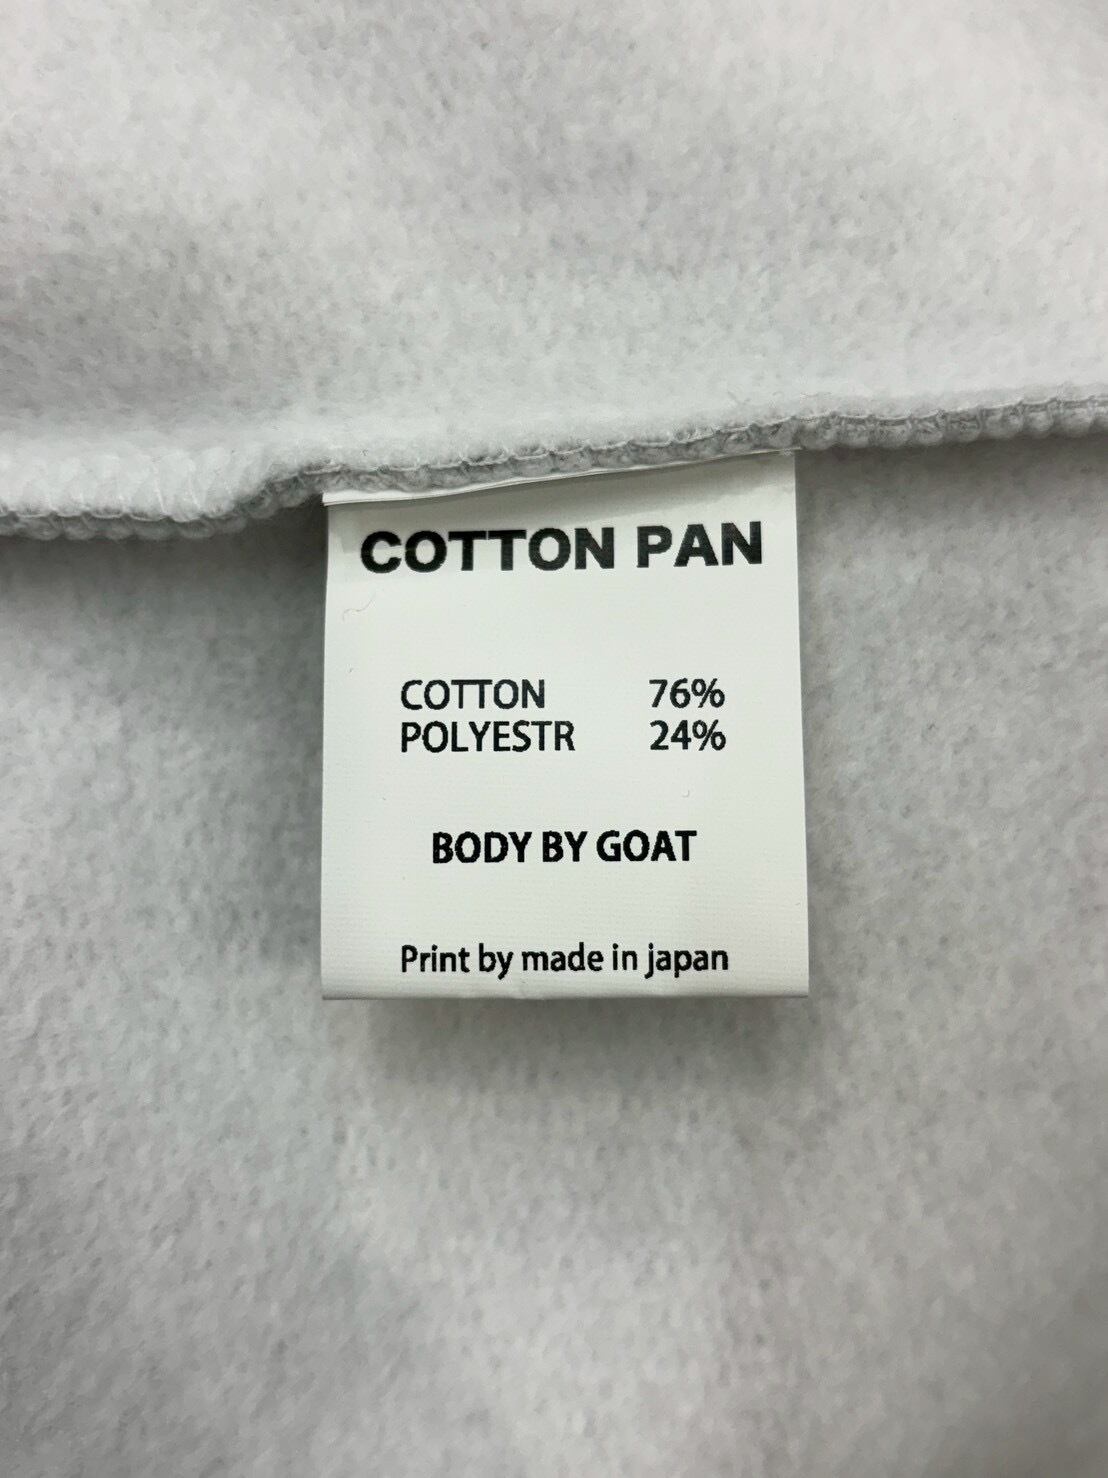 COTTON PAN
COTTON 76%
POLYESTR 24%
BODY BY GOAT
Print by made in japan